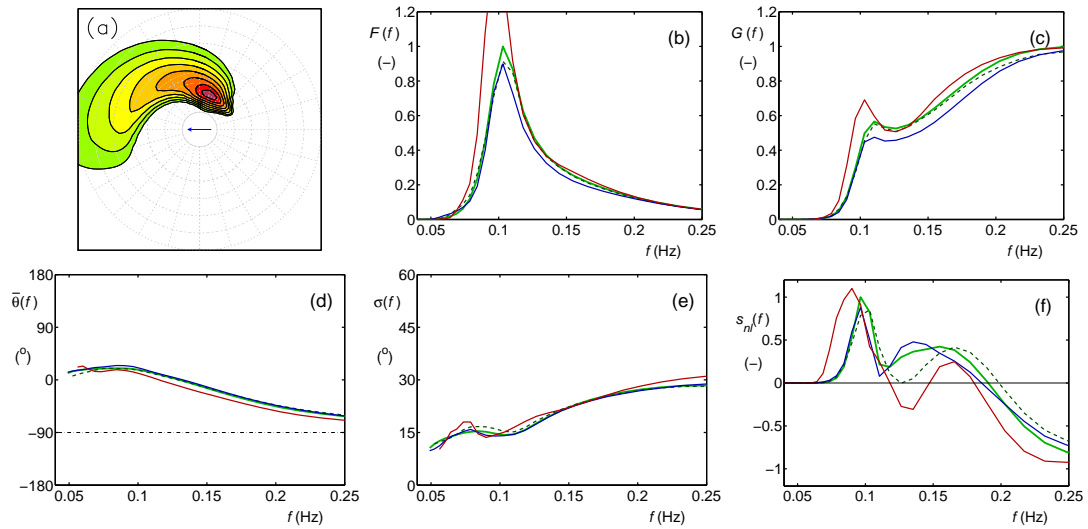 (a)
1.2
1
0.8
0.6
0.4
0.2
0
F(f)
(−)
(b)
0.05 0.1 0.15 0.2 0.25
f (Hz)
1.2
1
0.8
0.6
0.4
0.2
0
G(f)
(−)
(c)
0.05 0.1 0.15 0.2 0.25
f (Hz)
180
90
0
−90
−180
θ̅(f)
(°)
(d)
0.05 0.1 0.15 0.2 0.25
f (Hz)
60
45
30
15
0
σ(f)
(°)
(e)
0.05 0.1 0.15 0.2 0.25
f (Hz)
1
0.5
0
−0.5
−1
s_nl(f)
(−)
(f)
0.05 0.1 0.15 0.2 0.25
f (Hz)